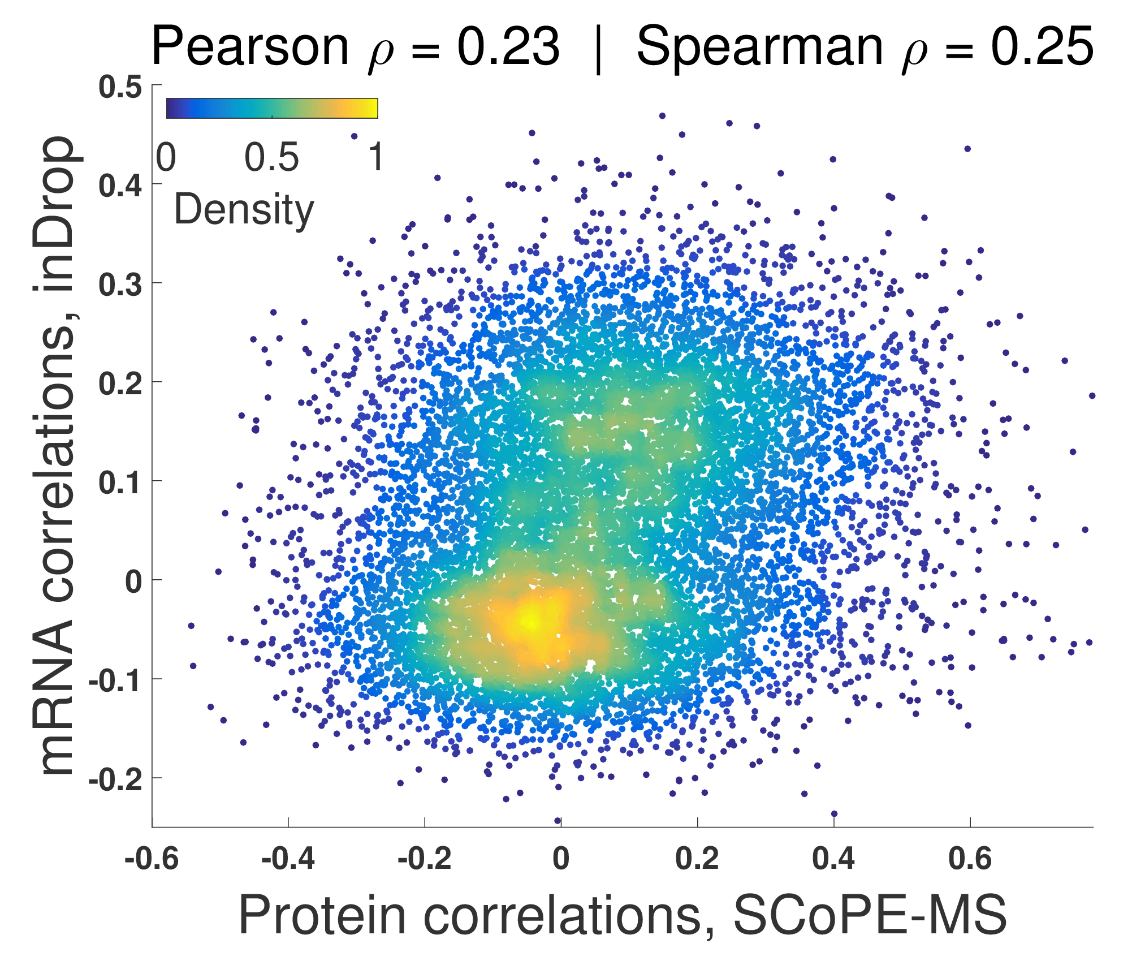 Pearson ρ = 0.23 | Spearman ρ = 0.25
0 0.5 1
Density
mRNA correlations, inDrop
0.5
0.4
0.3
0.2
0.1
0
-0.1
-0.2
-0.6 -0.4 -0.2 0 0.2 0.4 0.6
Protein correlations, SCoPE-MS